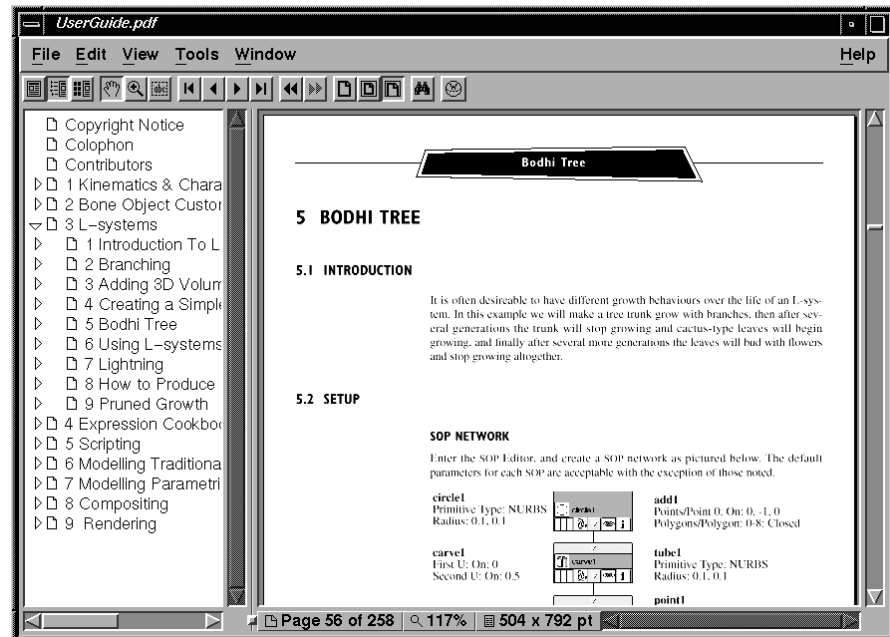 UserGuide.pdf
File Edit View Tools Window Help
Copyright Notice
Colophon
Contributors
1 Kinematics & Chara
2 Bone Object Custor
3 L-systems
1 Introduction To L
2 Branching
3 Adding 3D Volum
4 Creating a Simple
5 Bodhi Tree
6 Using L-systems
7 Lightning
8 How to Produce
9 Pruned Growth
4 Expression Cookboo
5 Scripting
6 Modelling Traditiona
7 Modelling Parametri
8 Compositing
9 Rendering
Bodhi Tree
5 BODHI TREE
5.1 INTRODUCTION
It is often desireable to have different growth behaviours over the life of an L-sys-
tem. In this example we will make a tree trunk grow with branches, then after sev-
eral generations the trunk will stop growing and cactus-type leaves will begin
growing, and finally after several more generations the leaves will bud with flowers
and stop growing altogether.
5.2 SETUP
SOP NETWORK
Enter the SOP Editor, and create a SOP network as pictured below. The default
parameters for each SOP are acceptable with the exception of those noted.
circle1
Primitive Type: NURBS
Radius: 0.1, 0.1
circle1
add1
Points/Point 0: On: 0, -1, 0
Polygons/Polygon: 0-8: Closed
carve1
First U: On: 0
Second U: On: 0.5
carve1
tube1
Primitive Type: NURBS
Radius: 0.1, 0.1
point1
Page 56 of 258 117% 504 x 792 pt